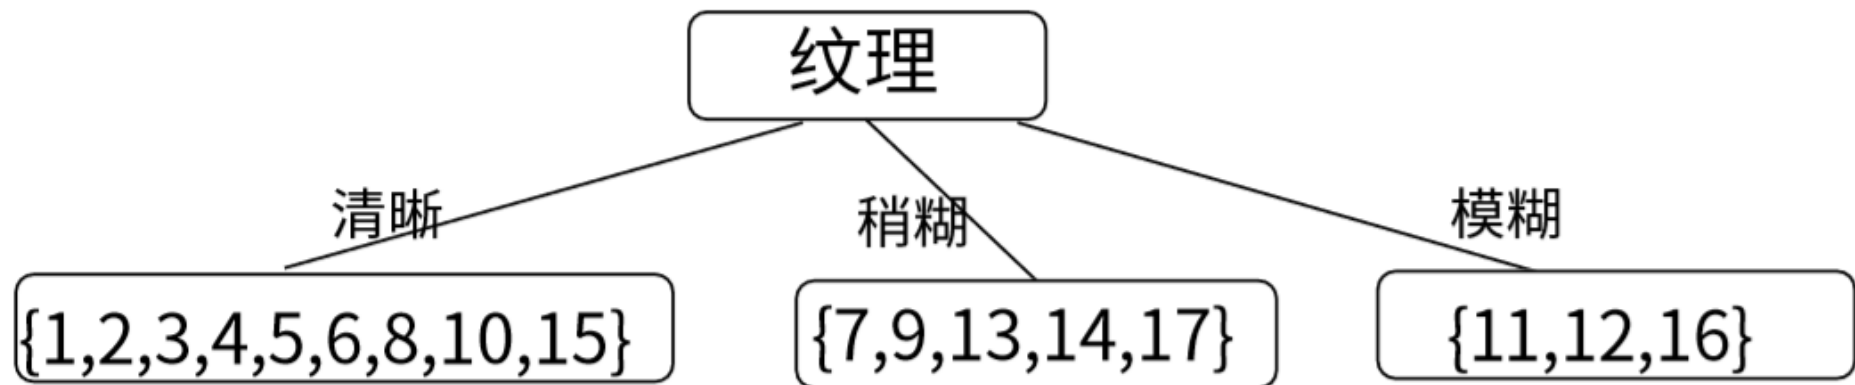 纹理
清晰
稍糊
模糊
{1,2,3,4,5,6,8,10,15}
{7,9,13,14,17}
{11,12,16}